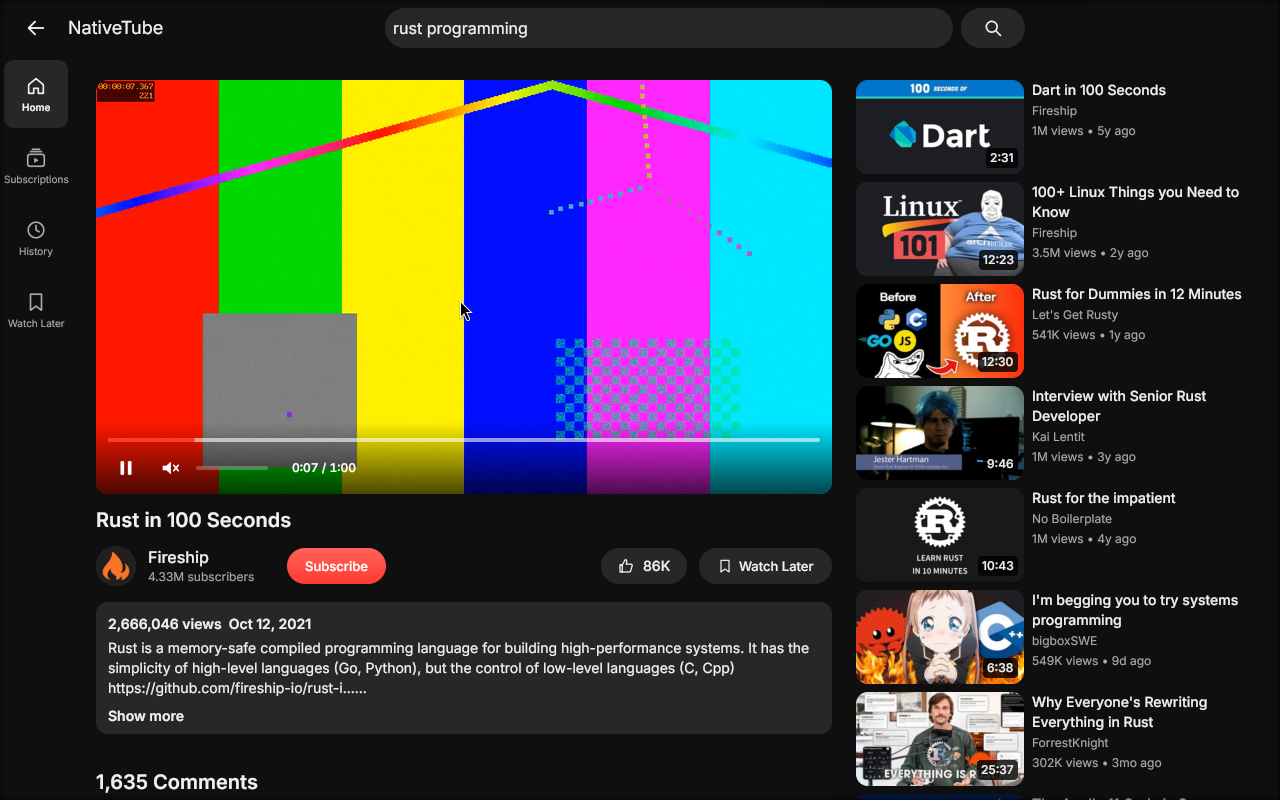 NativeTube
rust programming
Home
Subscriptions
History
Watch Later
00:00:07.367
221
0:07 / 1:00
Rust in 100 Seconds
Fireship
4.33M subscribers
Subscribe
86K
Watch Later
2,666,046 views Oct 12, 2021
Rust is a memory-safe compiled programming language for building high-performance systems. It has the
simplicity of high-level languages (Go, Python), but the control of low-level languages (C, Cpp)
https://github.com/fireship-io/rust-i......
Show more
1,635 Comments
100 SECONDS OF
Dart
2:31
Dart in 100 Seconds
Fireship
1M views • 5y ago
Linux
101
archlinux
12:23
100+ Linux Things you Need to
Know
Fireship
3.5M views • 2y ago
Before
After
GO
JS
R
12:30
Rust for Dummies in 12 Minutes
Let's Get Rusty
541K views • 1y ago
Jester Hartman
9:46
Interview with Senior Rust
Developer
Kai Lentit
1M views • 3y ago
R
LEARN RUST
IN 10 MINUTES
10:43
Rust for the impatient
No Boilerplate
1M views • 4y ago
C++
6:38
I'm begging you to try systems
programming
bigboxSWE
549K views • 9d ago
EVERYTHING IS R
25:37
Why Everyone's Rewriting
Everything in Rust
ForrestKnight
302K views • 3mo ago